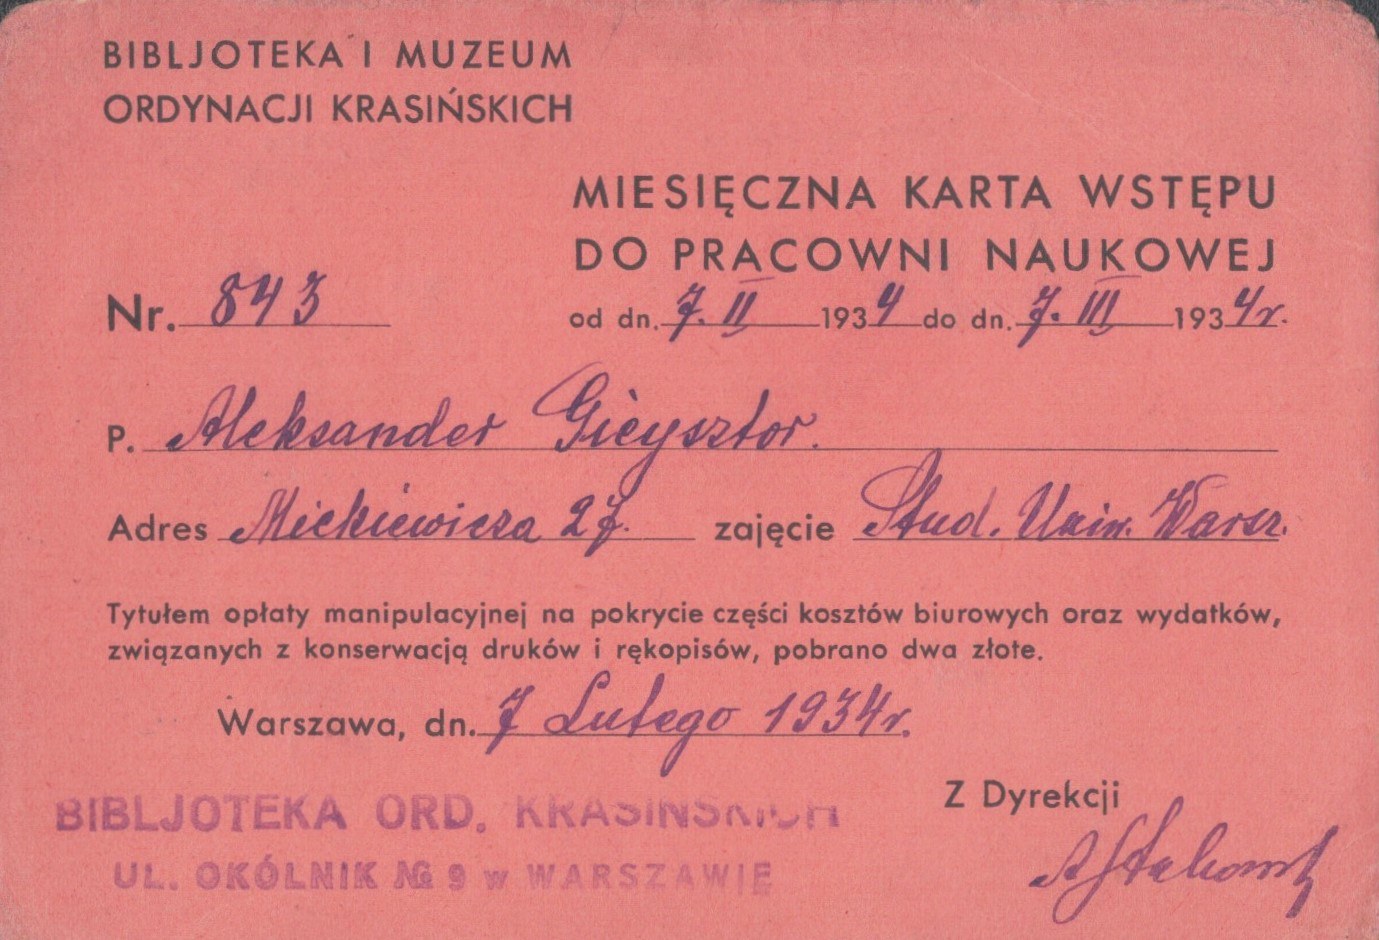 BIBLJOTEKA I MUZEUM
ORDYNACJI KRASIŃSKICH
MIESIĘCZNA KARTA WSTĘPU
DO PRACOWNI NAUKOWEJ
Nr. 843 od dn. 7. II 1934 do dn. 7. III 1934r.
P. Aleksander Gieysztor.
Adres Mickiewicza 27. zajęcie Stud. Uniw. Warsz.
Tytułem opłaty manipulacyjnej na pokrycie części kosztów biurowych oraz wydatków,
związanych z konserwacją druków i rękopisów, pobrano dwa złote.
Warszawa, dn. 7 Lutego 1934r.
Z Dyrekcji
BIBLJOTEKA ORD. KRASIŃSKICH
UL. OKÓLNIK № 9 w WARSZAWIE